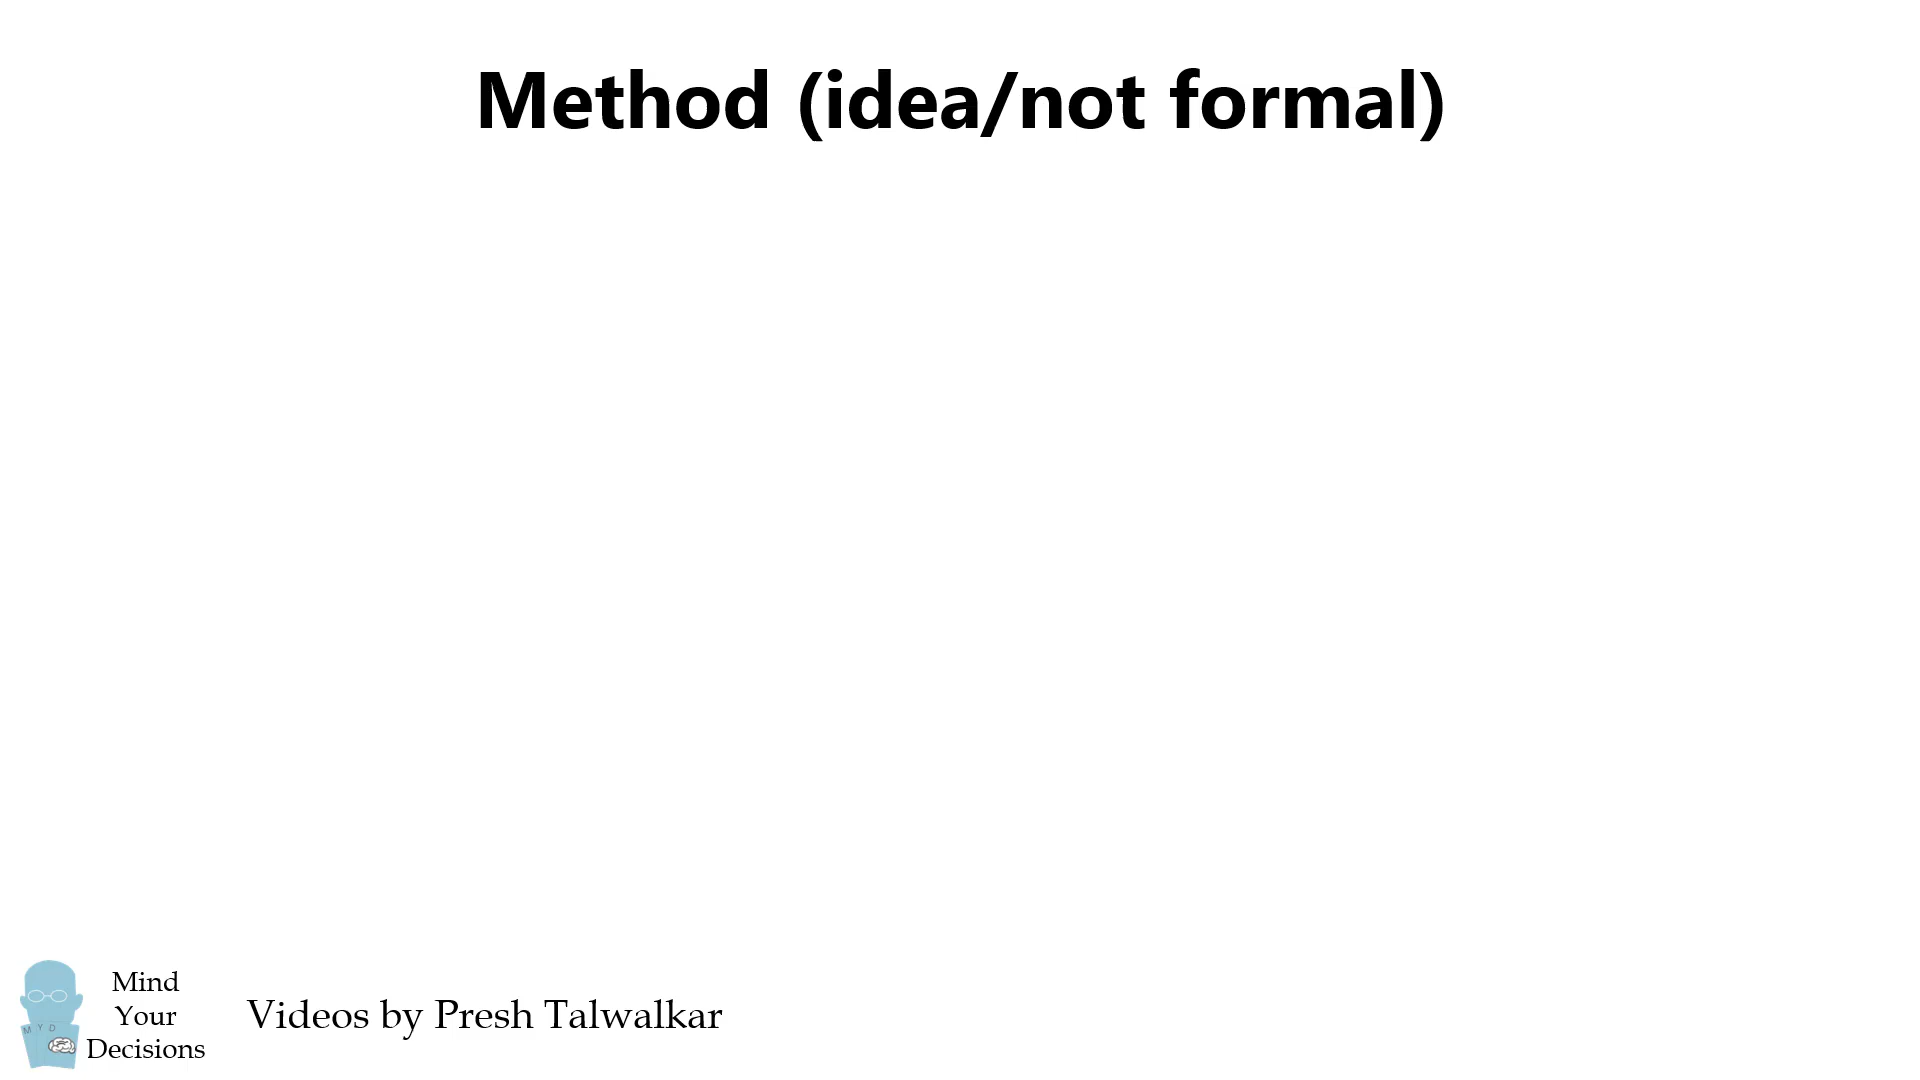 Method (idea/not formal)
Mind
Your
Decisions
Videos by Presh Talwalkar
M Y D